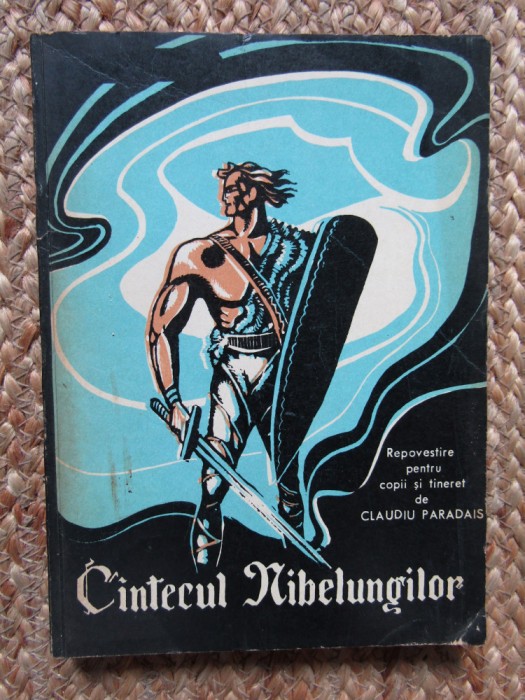 Repovestire
pentru
copii și tineret
de
CLAUDIU PARADAIS
Cîntecul Nibelungilor